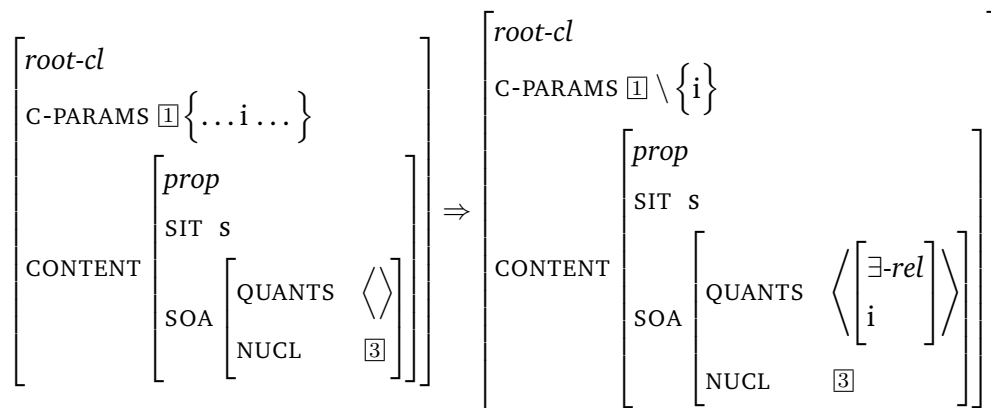 root-cl
C-PARAMS 1 {...i...}
CONTENT
prop
SIT s
SOA
QUANTS ⟨⟩
NUCL 3
⇒
root-cl
C-PARAMS 1 \ {i}
CONTENT
prop
SIT s
SOA
QUANTS ⟨[∃-rel
i]⟩
NUCL 3